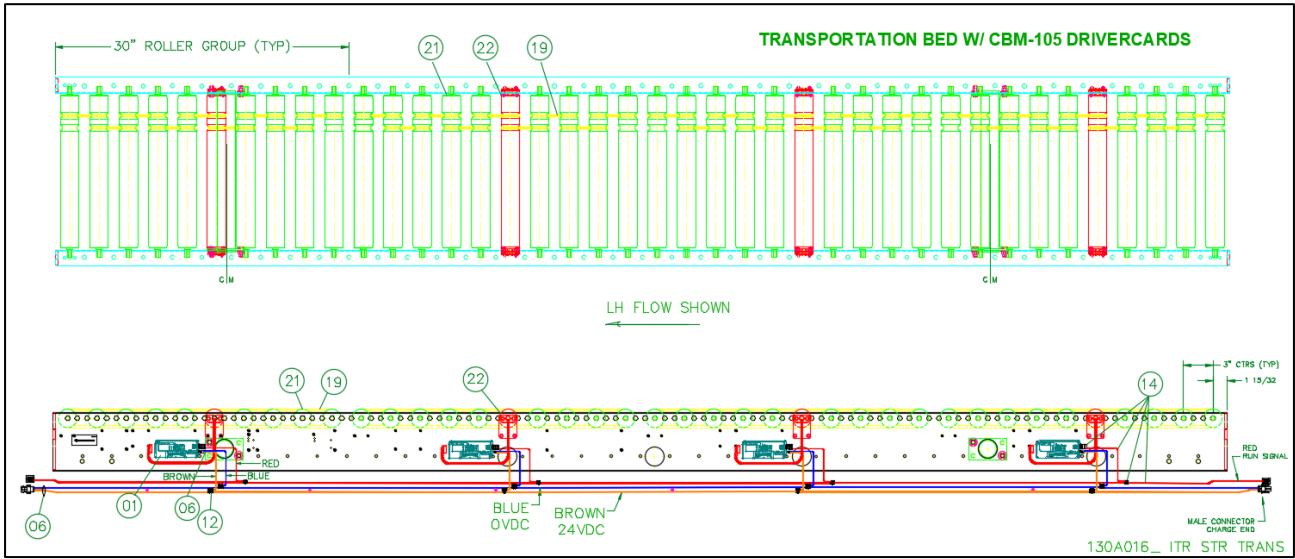 TRANSPORTATION BED W/ CBM-105 DRIVERCARDS
30" ROLLER GROUP (TYP)
21
22
19
C M
C M
LH FLOW SHOWN
3" CTRS (TYP)
1 15/32
21
19
22
14
RED
RUN SIGNAL
RED
BROWN
BLUE
01
06
12
06
BLUE
0VDC
BROWN
24VDC
MALE CONNECTOR
CHARGE END
130A016_ ITR STR TRANS